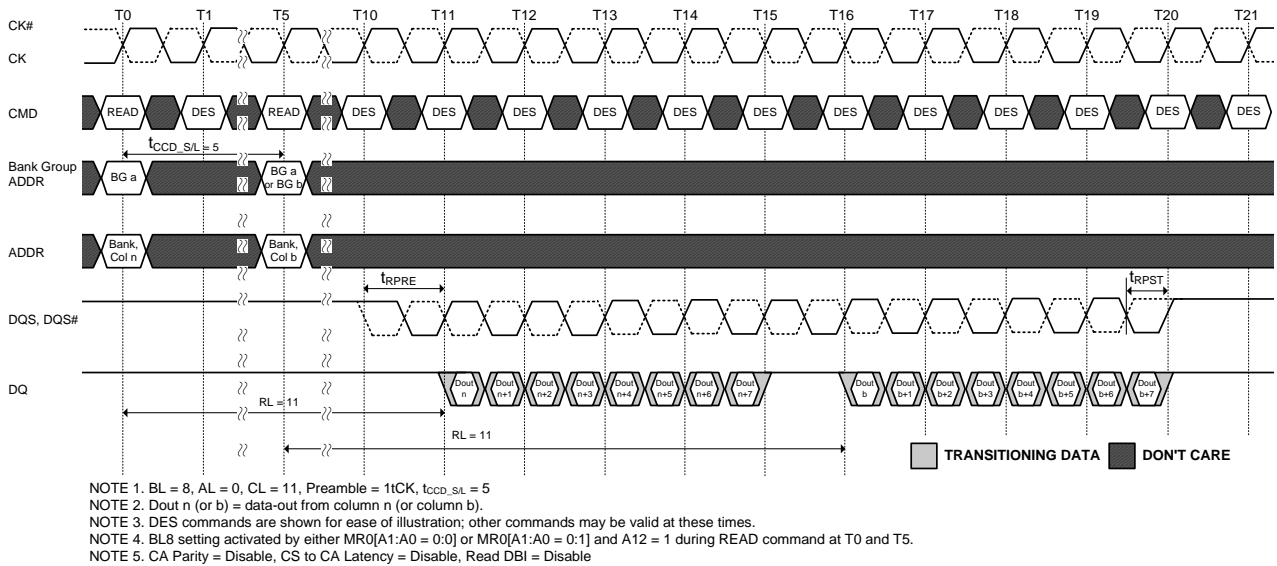 T0 T1 T5 T10 T11 T12 T13 T14 T15 T16 T17 T18 T19 T20 T21
CK#
CK
CMD READ DES READ DES DES DES DES DES DES DES DES DES DES DES DES
tCCD_S/L = 5
Bank Group
ADDR
BG a
BG a
or BG b
ADDR
Bank,
Col n
Bank,
Col b
tRPRE
tRPST
DQS, DQS#
DQ
Dout
n
Dout
n+1
Dout
n+2
Dout
n+3
Dout
n+4
Dout
n+5
Dout
n+6
Dout
n+7
Dout
b
Dout
b+1
Dout
b+2
Dout
b+3
Dout
b+4
Dout
b+5
Dout
b+6
Dout
b+7
RL = 11
RL = 11
TRANSITIONING DATA DON'T CARE
NOTE 1. BL = 8, AL = 0, CL = 11, Preamble = 1tCK, tCCD_S/L = 5
NOTE 2. Dout n (or b) = data-out from column n (or column b).
NOTE 3. DES commands are shown for ease of illustration; other commands may be valid at these times.
NOTE 4. BL8 setting activated by either MR0[A1:A0 = 0:0] or MR0[A1:A0 = 0:1] and A12 = 1 during READ command at T0 and T5.
NOTE 5. CA Parity = Disable, CS to CA Latency = Disable, Read DBI = Disable